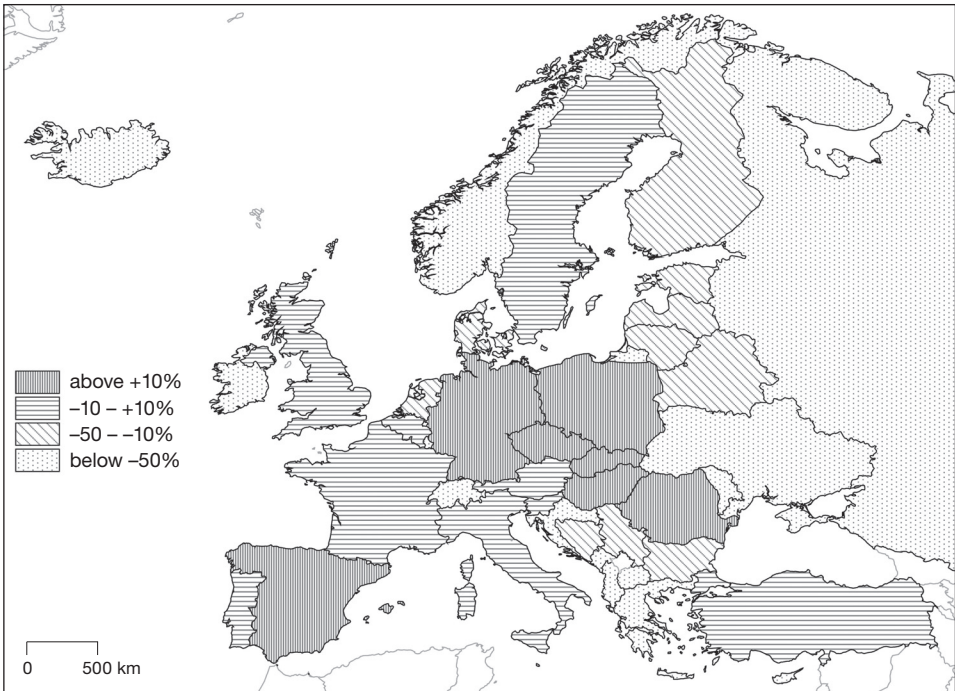 above +10%
–10 – +10%
–50 – –10%
below –50%
0 500 km